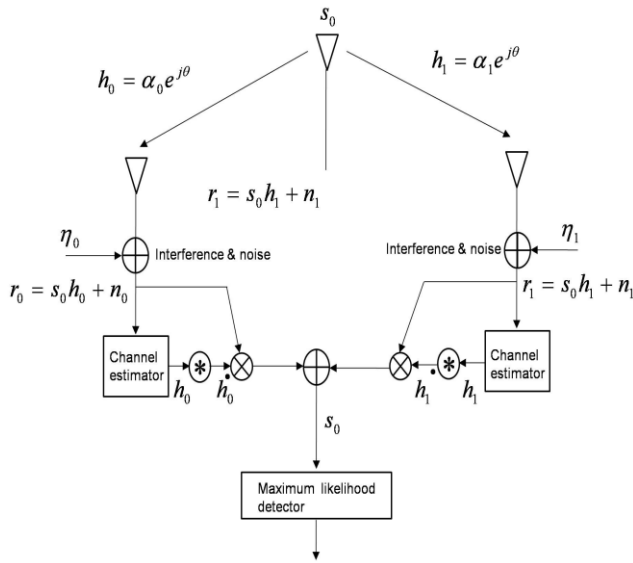 s₀
h₀ = α₀e^{jθ}
h₁ = α₁e^{jθ}
r₁ = s₀h₁ + n₁
η₀
Interference & noise
Interference & noise
η₁
r₀ = s₀h₀ + n₀
r₁ = s₀h₁ + n₁
Channel
estimator
h₀
*
h₀^•
h₁^•
*
h₁
Channel
estimator
s₀
Maximum likelihood
detector